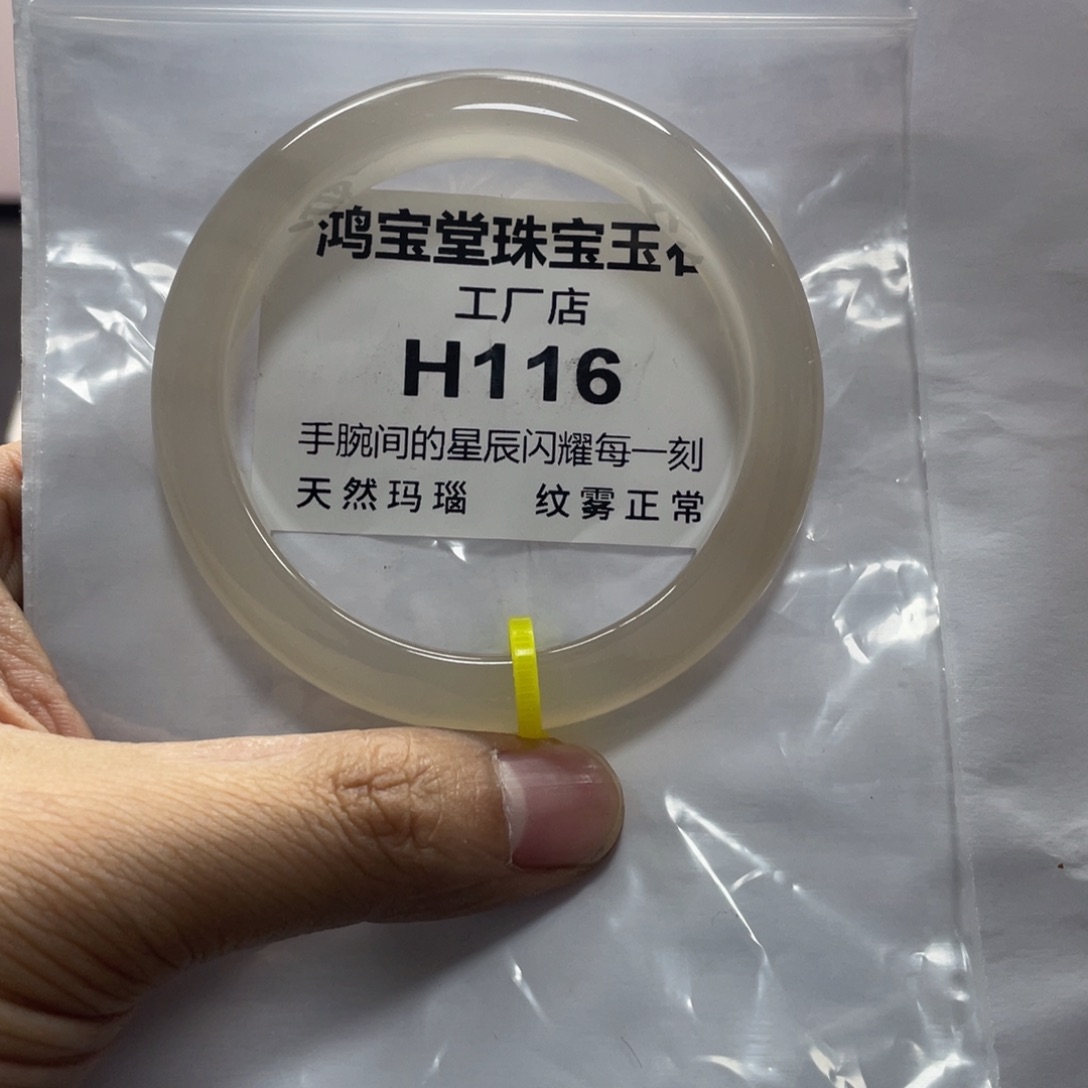 鸿宝堂珠宝玉石
工厂店
H116
手腕间的星辰闪耀每一刻
天然玛瑙 纹雾正常